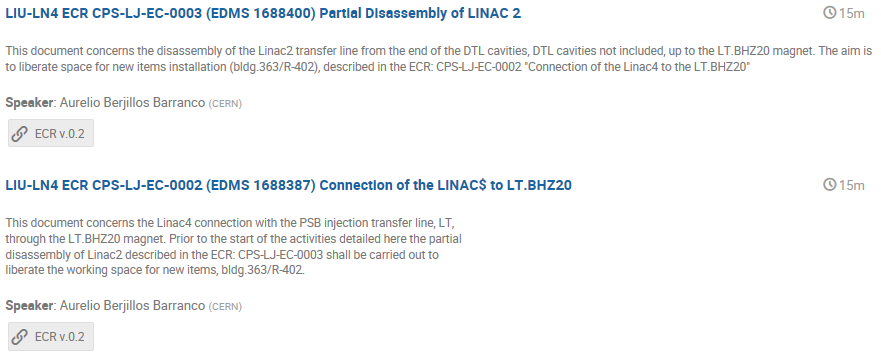 LIU-LN4 ECR CPS-LJ-EC-0003 (EDMS 1688400) Partial Disassembly of LINAC 2
15m
This document concerns the disassembly of the Linac2 transfer line from the end of the DTL cavities, DTL cavities not included, up to the LT.BHZ20 magnet. The aim is
to liberate space for new items installation (bldg.363/R-402), described in the ECR: CPS-LJ-EC-0002 "Connection of the Linac4 to the LT.BHZ20"
Speaker: Aurelio Berjillos Barranco (CERN)
ECR v.0.2
LIU-LN4 ECR CPS-LJ-EC-0002 (EDMS 1688387) Connection of the LINAC$ to LT.BHZ20
15m
This document concerns the Linac4 connection with the PSB injection transfer line, LT,
through the LT.BHZ20 magnet. Prior to the start of the activities detailed here the partial
disassembly of Linac2 described in the ECR: CPS-LJ-EC-0003 shall be carried out to
liberate the working space for new items, bldg.363/R-402.
Speaker: Aurelio Berjillos Barranco (CERN)
ECR v.0.2